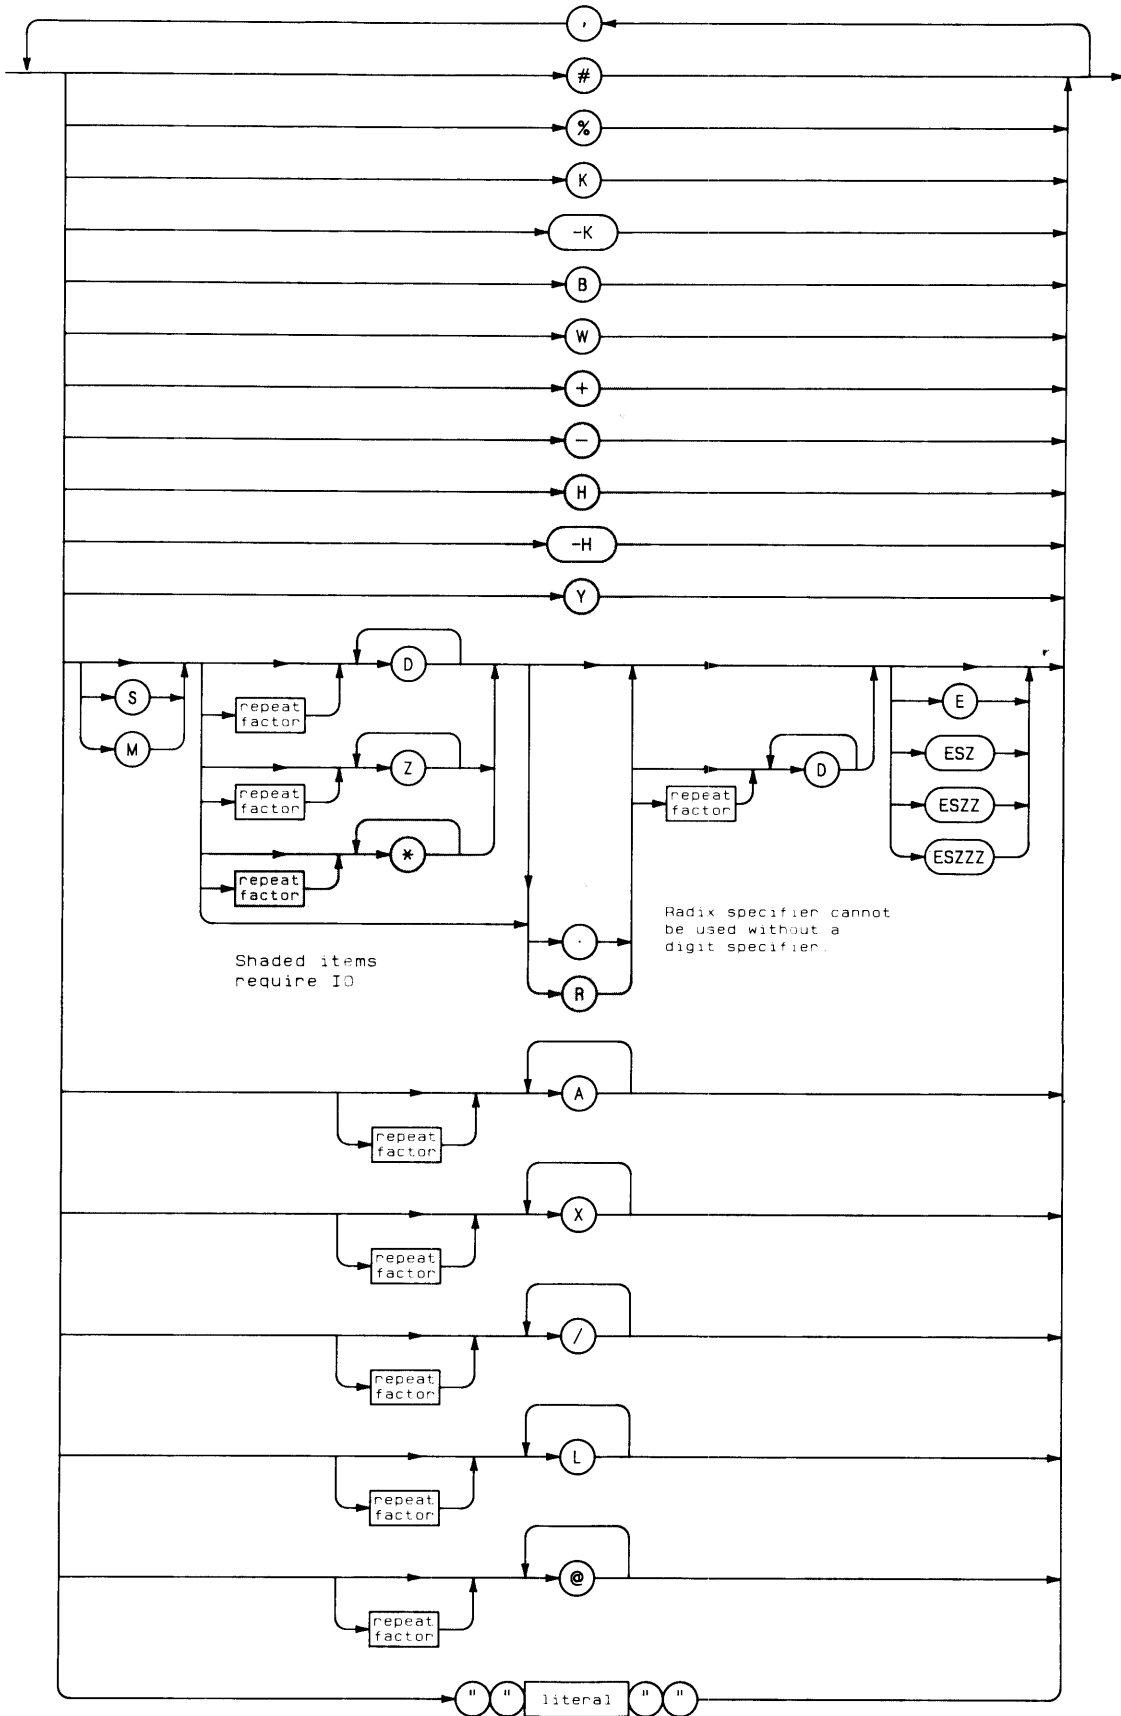 ,
#
%
K
-K
B
W
+
-
H
-H
Y
D
S
repeat
factor
E
M
Z
D
ESZ
repeat
factor
repeat
factor
ESZZ
*
ESZZZ
repeat
factor
Radix specifier cannot
be used without a
digit specifier.
.
Shaded items
require IO
R
A
repeat
factor
X
repeat
factor
/
repeat
factor
L
repeat
factor
@
repeat
factor
" " literal " "